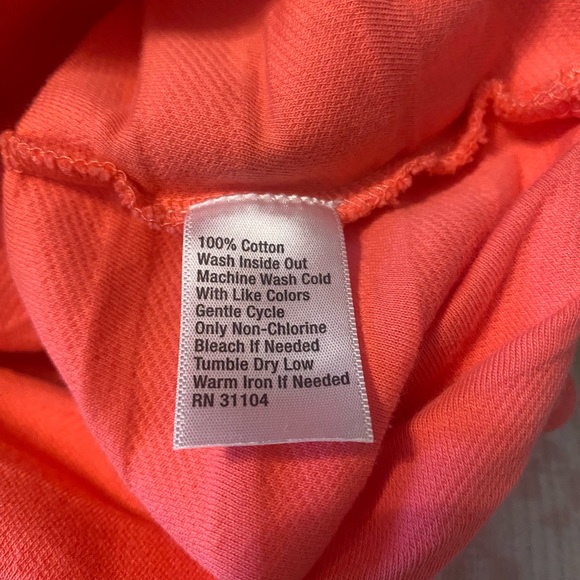 100% Cotton
Wash Inside Out
Machine Wash Cold
With Like Colors
Gentle Cycle
Only Non-Chlorine
Bleach If Needed
Tumble Dry Low
Warm Iron If Needed
RN 31104